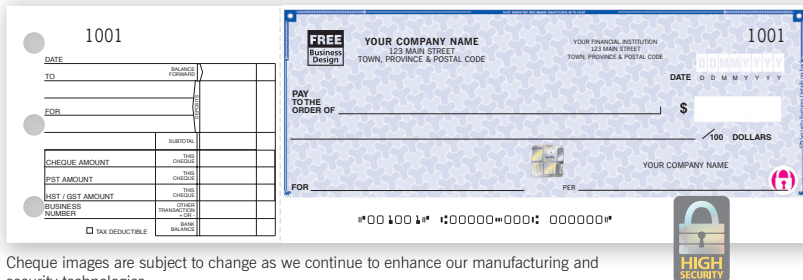 1001
DATE
TO
BALANCE FORWARD
DEPOSITS
FOR
SUBTOTAL
CHEQUE AMOUNT
THIS CHEQUE
PST AMOUNT
THIS CHEQUE
HST / GST AMOUNT
THIS CHEQUE
BUSINESS NUMBER
OTHER TRANSACTION + OR -
TAX DEDUCTIBLE
BANK BALANCE
FREE
Business
Design
YOUR COMPANY NAME
123 MAIN STREET
TOWN, PROVINCE & POSTAL CODE
YOUR FINANCIAL INSTITUTION
123 MAIN STREET
TOWN, PROVINCE & POSTAL CODE
1001
D D M M Y Y Y Y
DATE D D M M Y Y Y Y
PAY
TO THE
ORDER OF
$
/100 DOLLARS
YOUR COMPANY NAME
FOR
PER
⑈001001⑈ ⑆00000⑉000⑆ 000000⑈
HIGH
SECURITY
Cheque images are subject to change as we continue to enhance our manufacturing and
security technologies